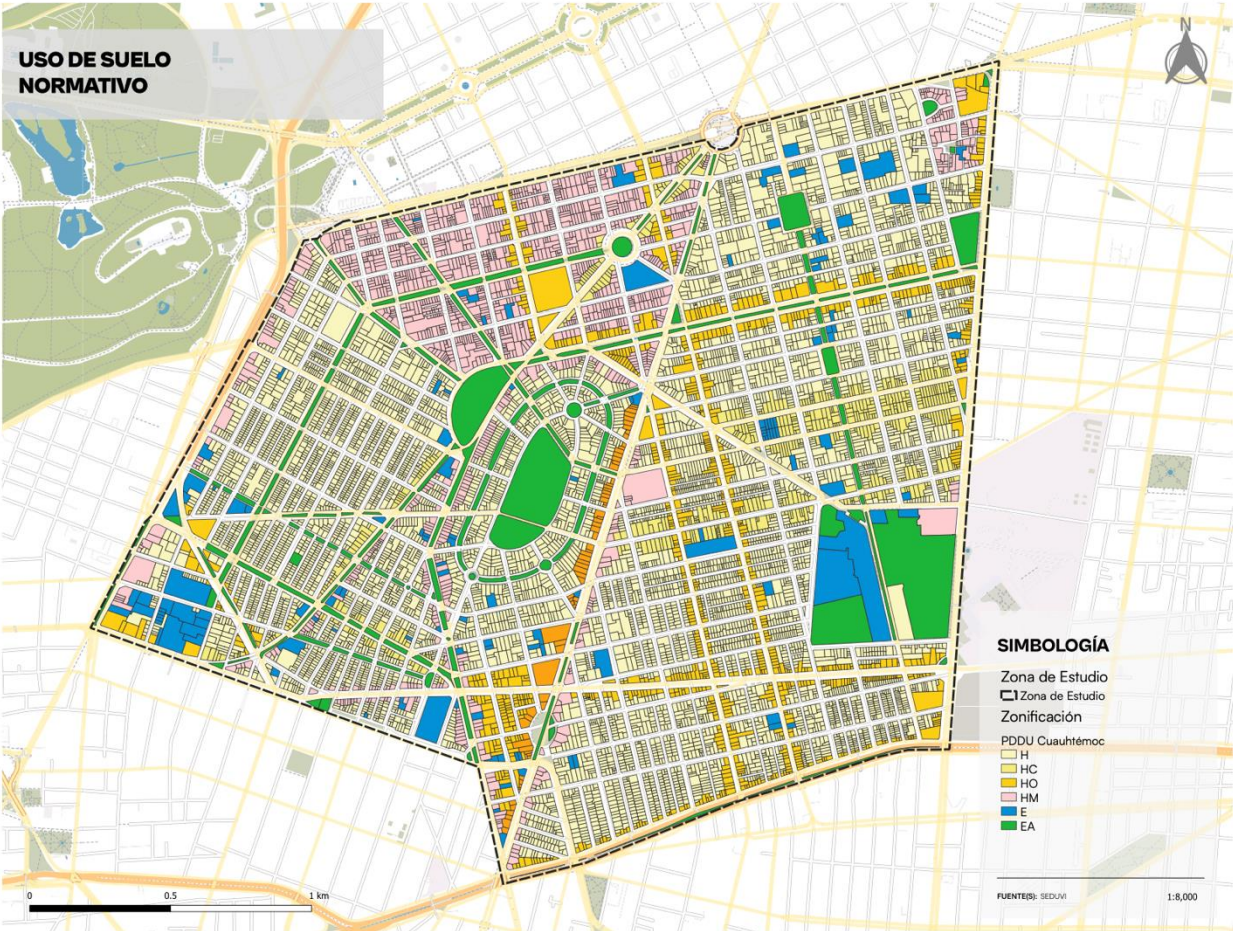 USO DE SUELO
NORMATIVO
N
SIMBOLOGÍA
Zona de Estudio
Zona de Estudio
Zonificación
PDDU Cuauhtémoc
H
HC
HO
HM
E
EA
FUENTE(S): SEDUVI
1:8,000
0 0.5 1 km